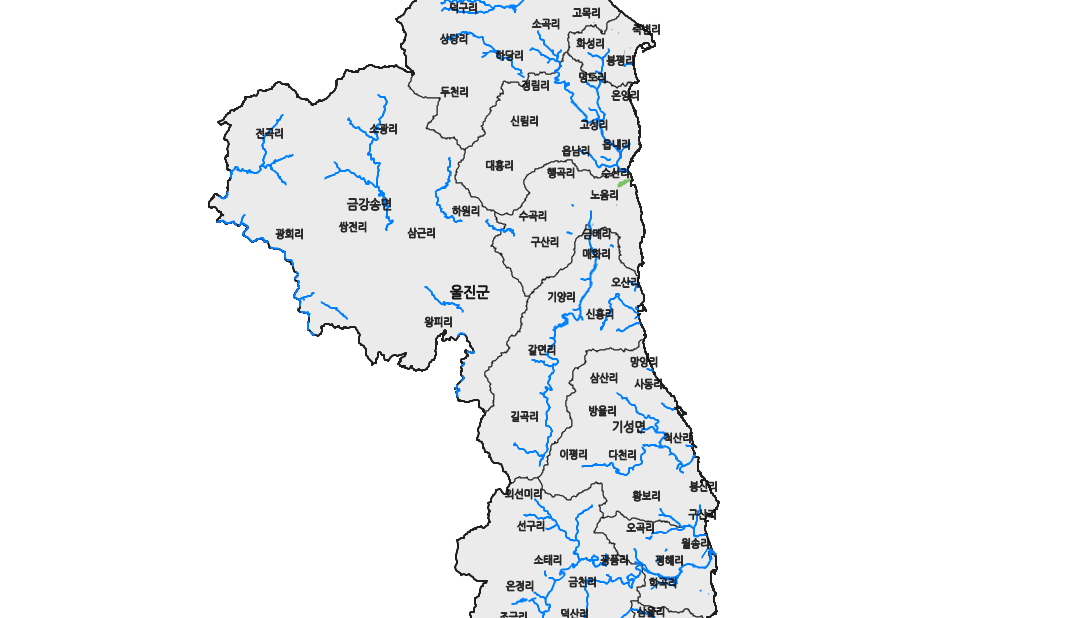 덕구리
고목리
소곡리
죽변리
상당리
화성리
하당리
봉평리
명도리
정림리
두천리
온양리
신림리
고성리
전곡리
소광리
읍내리
읍남리
대흥리
행곡리
수산리
노음리
금강송면
하원리
수곡리
쌍전리
광회리
삼근리
금매리
구산리
매화리
오산리
울진군
기양리
신흥리
왕피리
갈면리
망양리
삼산리
사동리
방율리
길곡리
기성면
척산리
이평리
다천리
봉산리
외선미리
황보리
구산리
선구리
오곡리
월송리
소태리
광품리
평해리
온정리
금천리
학곡리
조금리
덕산리
삼율리